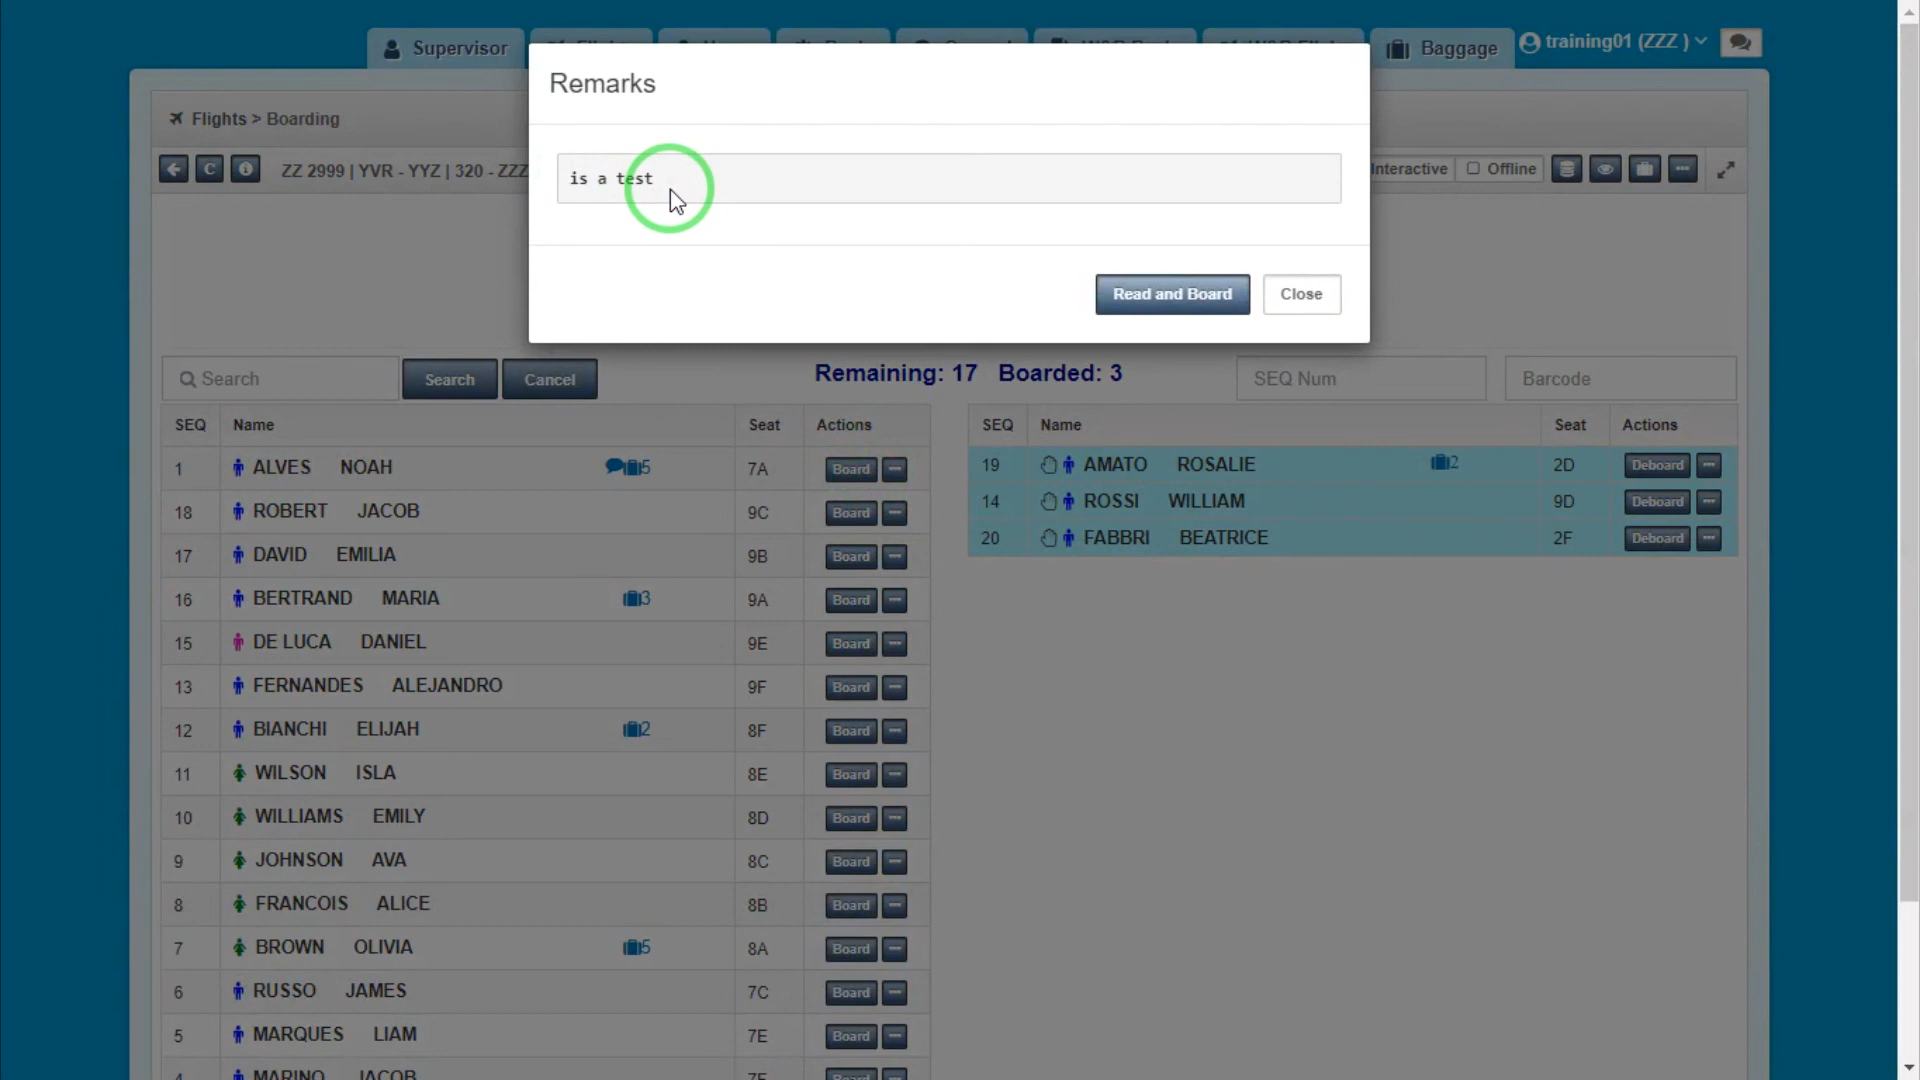 Supervisor
Baggage
training01 (ZZZ )
Remarks
Flights > Boarding
is a test
C
ZZ 2999 | YVR - YYZ | 320 - ZZZ
Interactive
Offline
Read and Board
Close
Search
Search
Cancel
Remaining: 17 Boarded: 3
SEQ Num
Barcode
SEQ Name Seat Actions
1 ALVES NOAH 5 7A Board
18 ROBERT JACOB 9C Board
17 DAVID EMILIA 9B Board
16 BERTRAND MARIA 3 9A Board
15 DE LUCA DANIEL 9E Board
13 FERNANDES ALEJANDRO 9F Board
12 BIANCHI ELIJAH 2 8F Board
11 WILSON ISLA 8E Board
10 WILLIAMS EMILY 8D Board
9 JOHNSON AVA 8C Board
8 FRANCOIS ALICE 8B Board
7 BROWN OLIVIA 5 8A Board
6 RUSSO JAMES 7C Board
5 MARQUES LIAM 7E Board
MARINO JACOB
SEQ Name Seat Actions
19 AMATO ROSALIE 2 2D Deboard
14 ROSSI WILLIAM 9D Deboard
20 FABBRI BEATRICE 2F Deboard